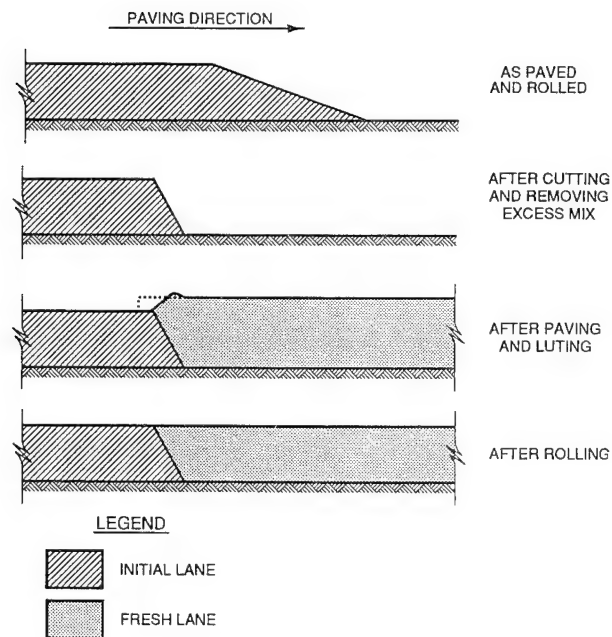 PAVING DIRECTION
AS PAVED
AND ROLLED
AFTER CUTTING
AND REMOVING
EXCESS MIX
AFTER PAVING
AND LUTING
AFTER ROLLING
LEGEND
INITIAL LANE
FRESH LANE